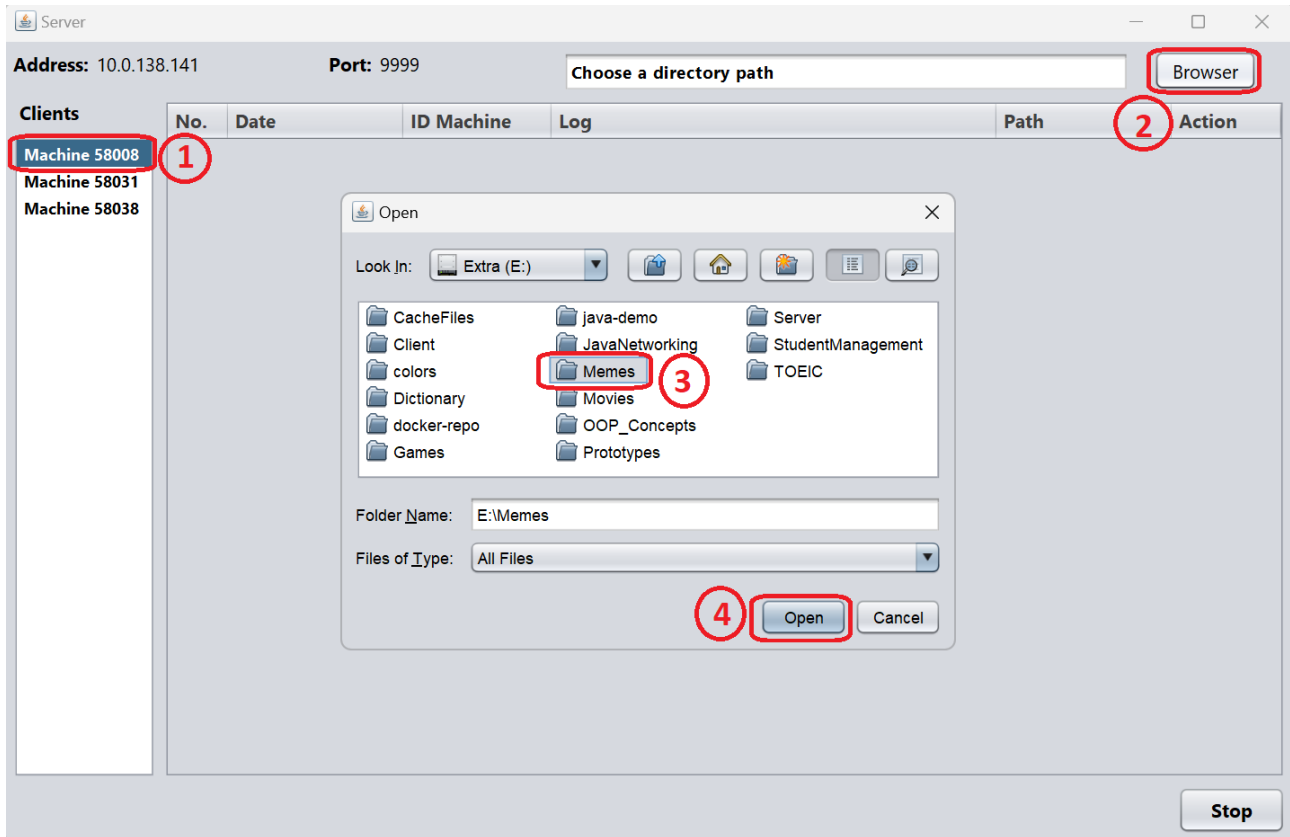 Server
Address: 10.0.138.141 Port: 9999 Choose a directory path Browser
Clients No. Date ID Machine Log Path 2 Action
Machine 58008 1
Machine 58031
Machine 58038
Open
Look In: Extra (E:)
CacheFiles java-demo Server
Client JavaNetworking StudentManagement
colors Memes 3 TOEIC
Dictionary Movies
docker-repo OOP_Concepts
Games Prototypes
Folder Name: E:\Memes
Files of Type: All Files
4 Open Cancel
Stop